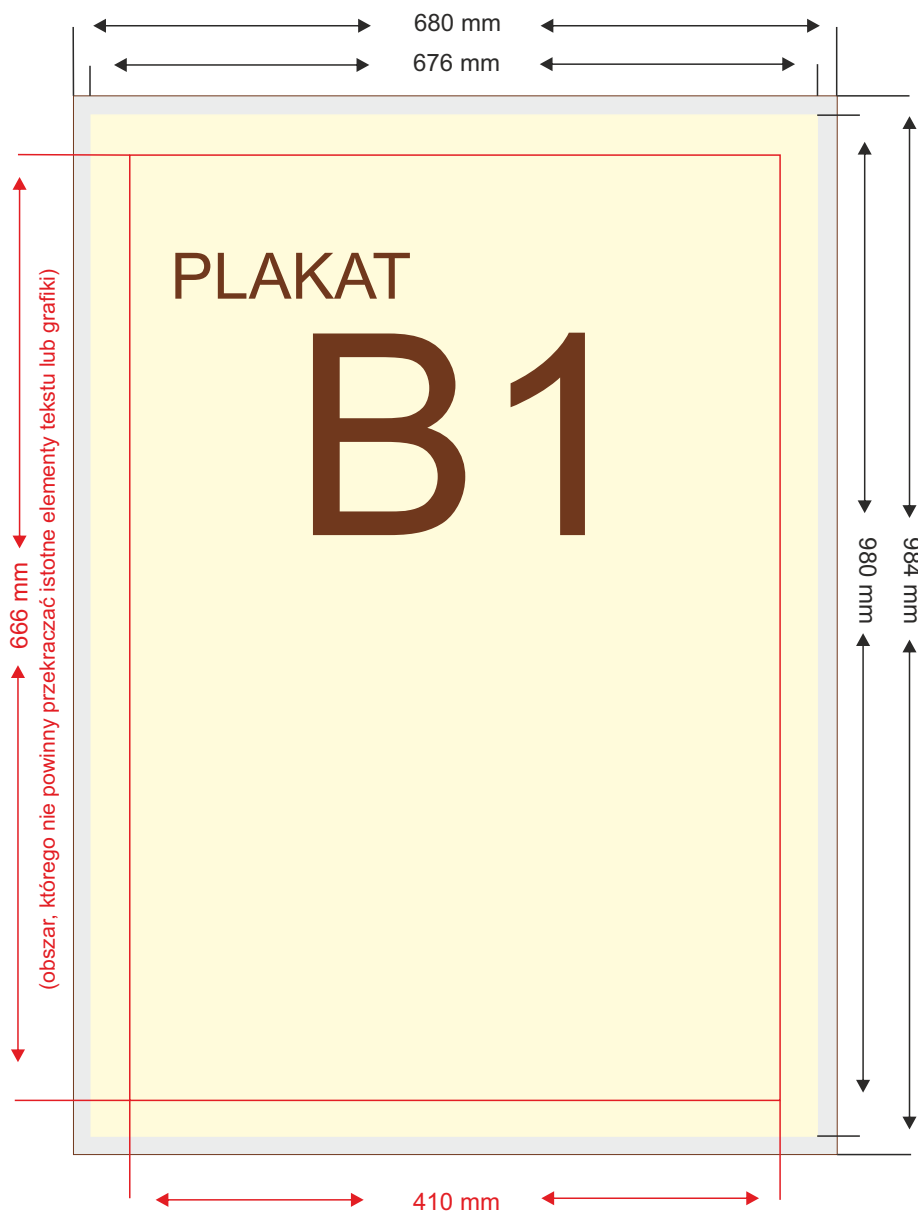 680 mm
676 mm
PLAKAT
B1
666 mm
(obszar, którego nie powinny przekraczać istotne elementy tekstu lub grafiki)
980 mm
984 mm
410 mm